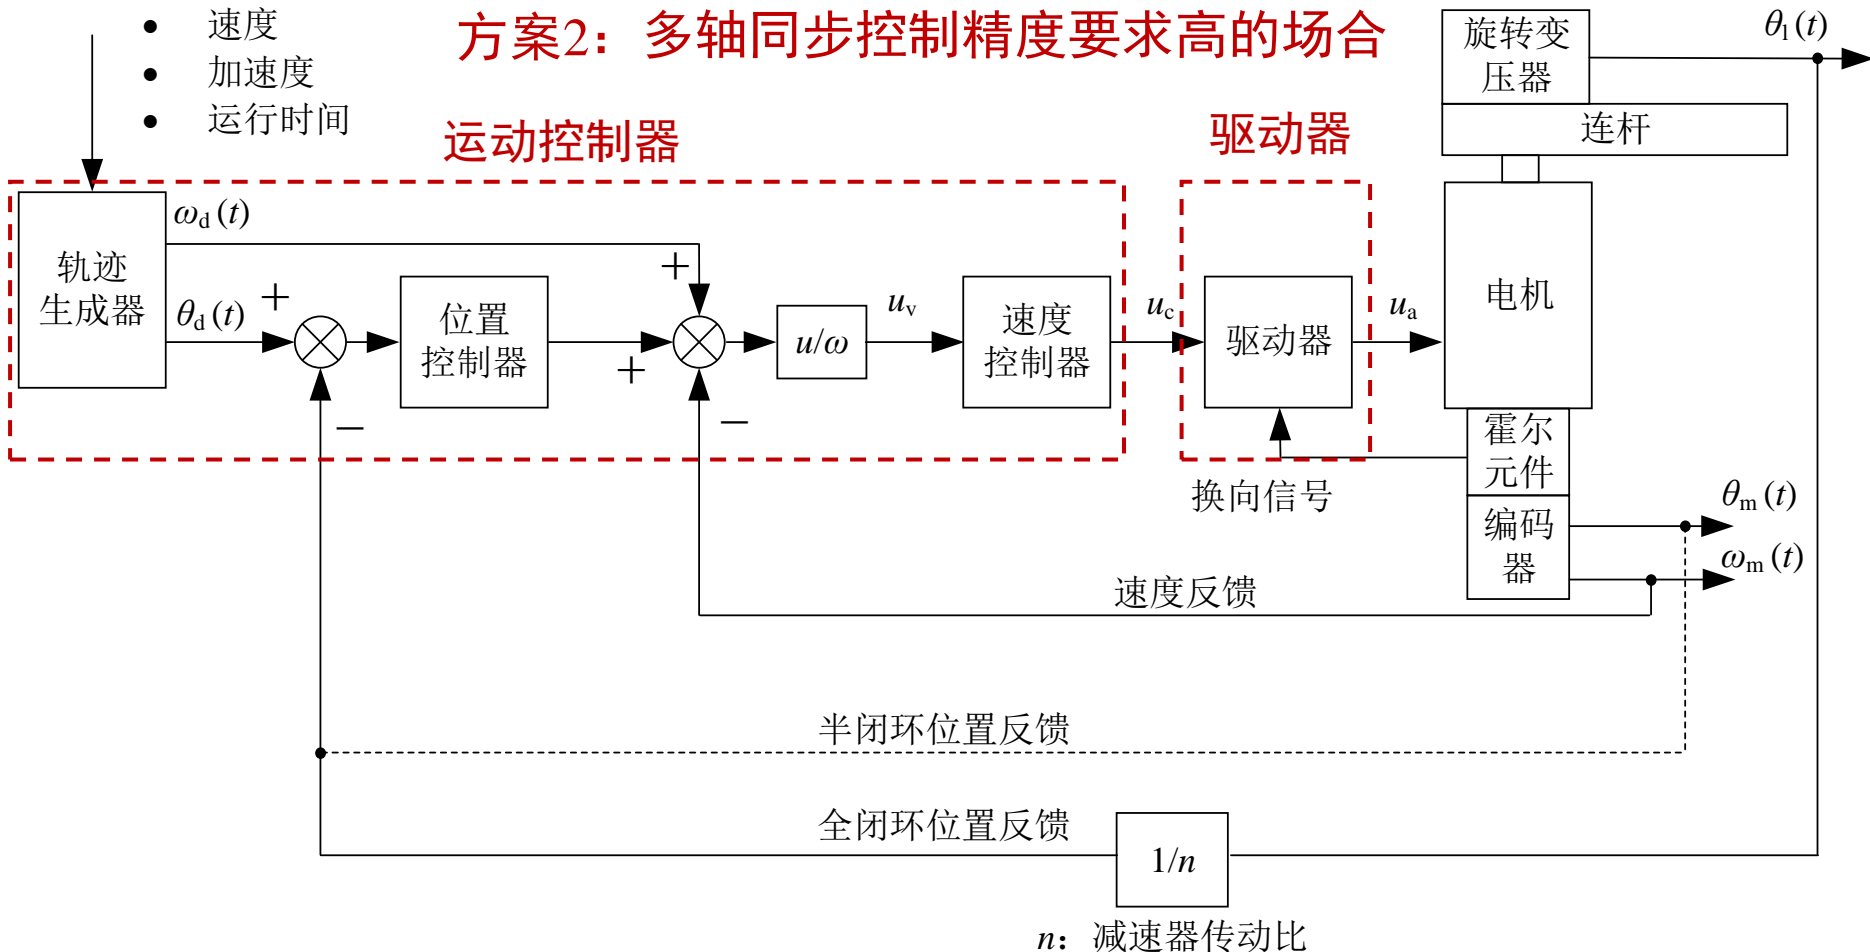 • 速度
• 加速度
• 运行时间
方案2：多轴同步控制精度要求高的场合
运动控制器
驱动器
旋转变
压器
θl(t)
连杆
轨迹
生成器
ωd(t)
θd(t)
+
−
位置
控制器
+
+
−
u/ω
uv
速度
控制器
uc
驱动器
ua
电机
霍尔
元件
换向信号
编码
器
θm(t)
ωm(t)
速度反馈
半闭环位置反馈
全闭环位置反馈
1/n
n：减速器传动比